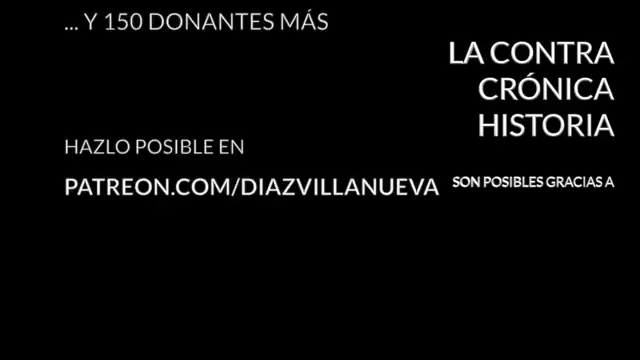 ... Y 150 DONANTES MÁS
HAZLO POSIBLE EN
PATREON.COM/DIAZVILLANUEVA
LA CONTRA
CRÓNICA
HISTORIA
SON POSIBLES GRACIAS A